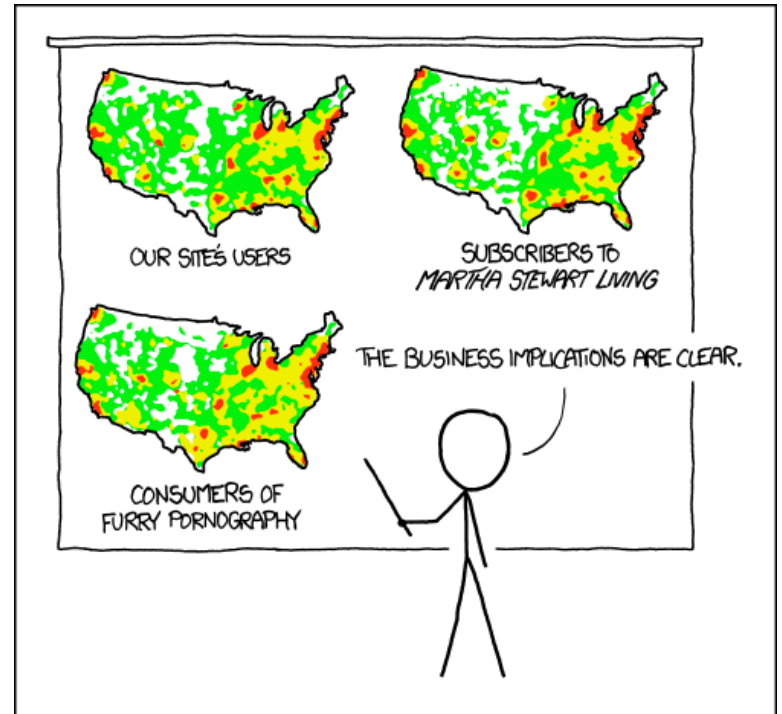 OUR SITE'S USERS
SUBSCRIBERS TO
MARTHA STEWART LIVING
CONSUMERS OF
FURRY PORNOGRAPHY
THE BUSINESS IMPLICATIONS ARE CLEAR.